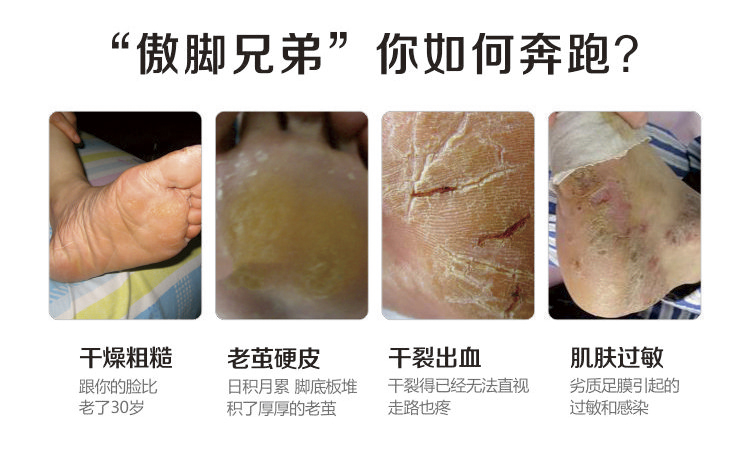 “傲脚兄弟”你如何奔跑?
干燥粗糙
跟你的脸比
老了30岁
老茧硬皮
日积月累 脚底板堆
积了厚厚的老茧
干裂出血
干裂得已经无法直视
走路也疼
肌肤过敏
劣质足膜引起的
过敏和感染